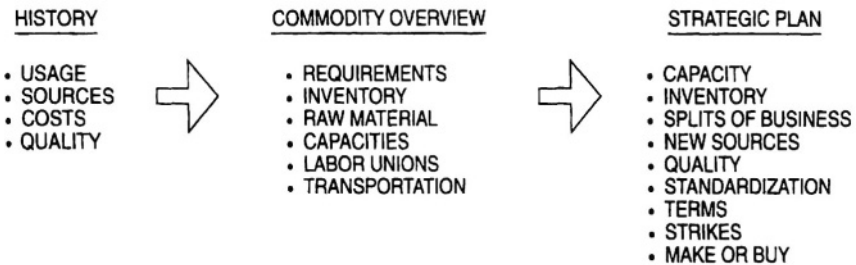 HISTORY
• USAGE
• SOURCES
• COSTS
• QUALITY
COMMODITY OVERVIEW
• REQUIREMENTS
• INVENTORY
• RAW MATERIAL
• CAPACITIES
• LABOR UNIONS
• TRANSPORTATION
STRATEGIC PLAN
• CAPACITY
• INVENTORY
• SPLITS OF BUSINESS
• NEW SOURCES
• QUALITY
• STANDARDIZATION
• TERMS
• STRIKES
• MAKE OR BUY